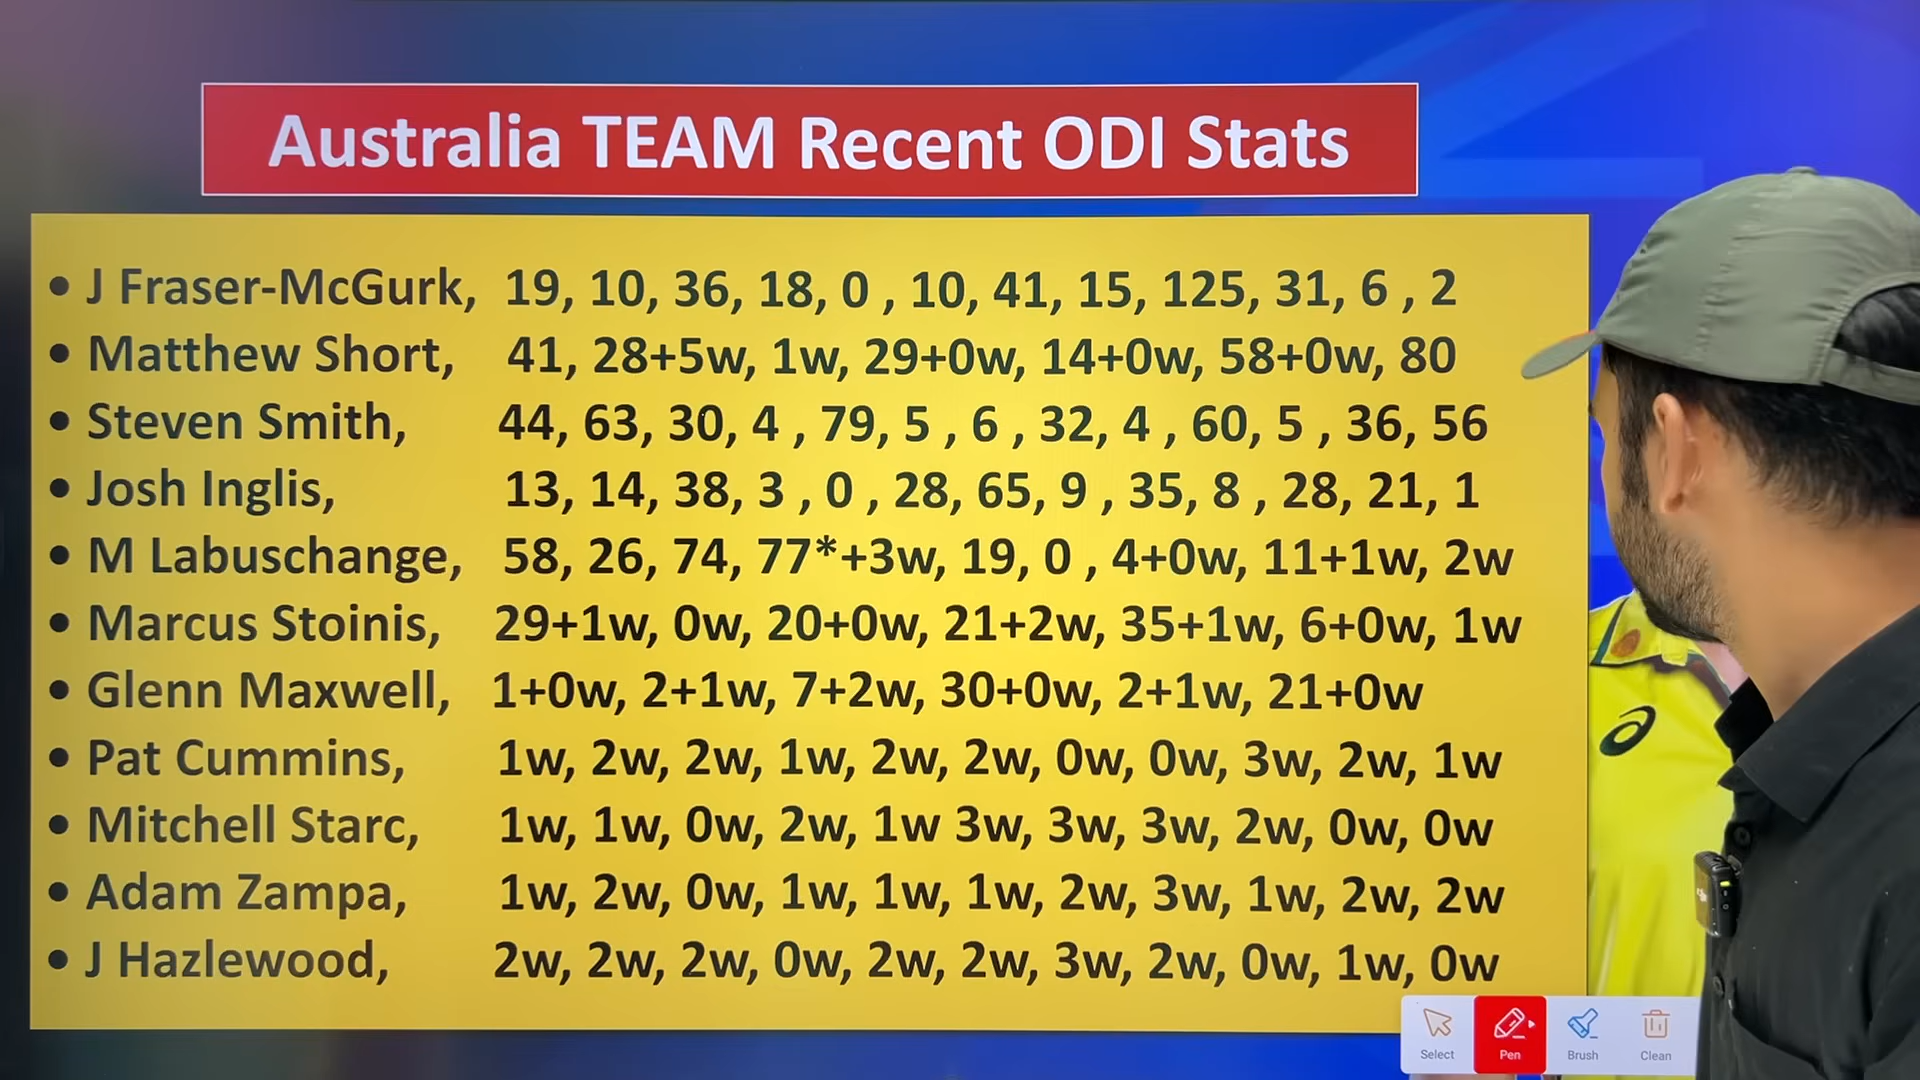 Australia TEAM Recent ODI Stats
• J Fraser-McGurk, 19, 10, 36, 18, 0 , 10, 41, 15, 125, 31, 6 , 2
• Matthew Short, 41, 28+5w, 1w, 29+0w, 14+0w, 58+0w, 80
• Steven Smith, 44, 63, 30, 4 , 79, 5 , 6 , 32, 4 , 60, 5 , 36, 56
• Josh Inglis, 13, 14, 38, 3 , 0 , 28, 65, 9 , 35, 8 , 28, 21, 1
• M Labuschange, 58, 26, 74, 77*+3w, 19, 0 , 4+0w, 11+1w, 2w
• Marcus Stoinis, 29+1w, 0w, 20+0w, 21+2w, 35+1w, 6+0w, 1w
• Glenn Maxwell, 1+0w, 2+1w, 7+2w, 30+0w, 2+1w, 21+0w
• Pat Cummins, 1w, 2w, 2w, 1w, 2w, 2w, 0w, 0w, 3w, 2w, 1w
• Mitchell Starc, 1w, 1w, 0w, 2w, 1w 3w, 3w, 3w, 2w, 0w, 0w
• Adam Zampa, 1w, 2w, 0w, 1w, 1w, 1w, 2w, 3w, 1w, 2w, 2w
• J Hazlewood, 2w, 2w, 2w, 0w, 2w, 2w, 3w, 2w, 0w, 1w, 0w
Select Pen Brush Clean